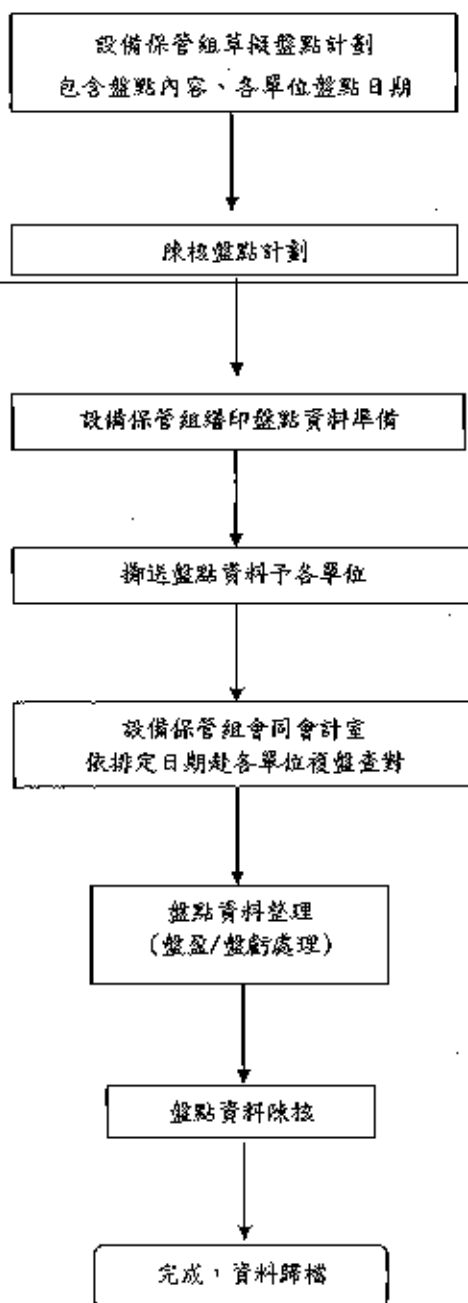 設備保管組草擬盤點計劃
包含盤點內容、各單位盤點日期
陳核盤點計劃
設備保管組繕印盤點資料準備
擲送盤點資料予各單位
設備保管組會同會計室
依排定日期赴各單位複盤查對
盤點資料整理
(盤盈/盤虧處理)
盤點資料陳核
完成，資料歸檔